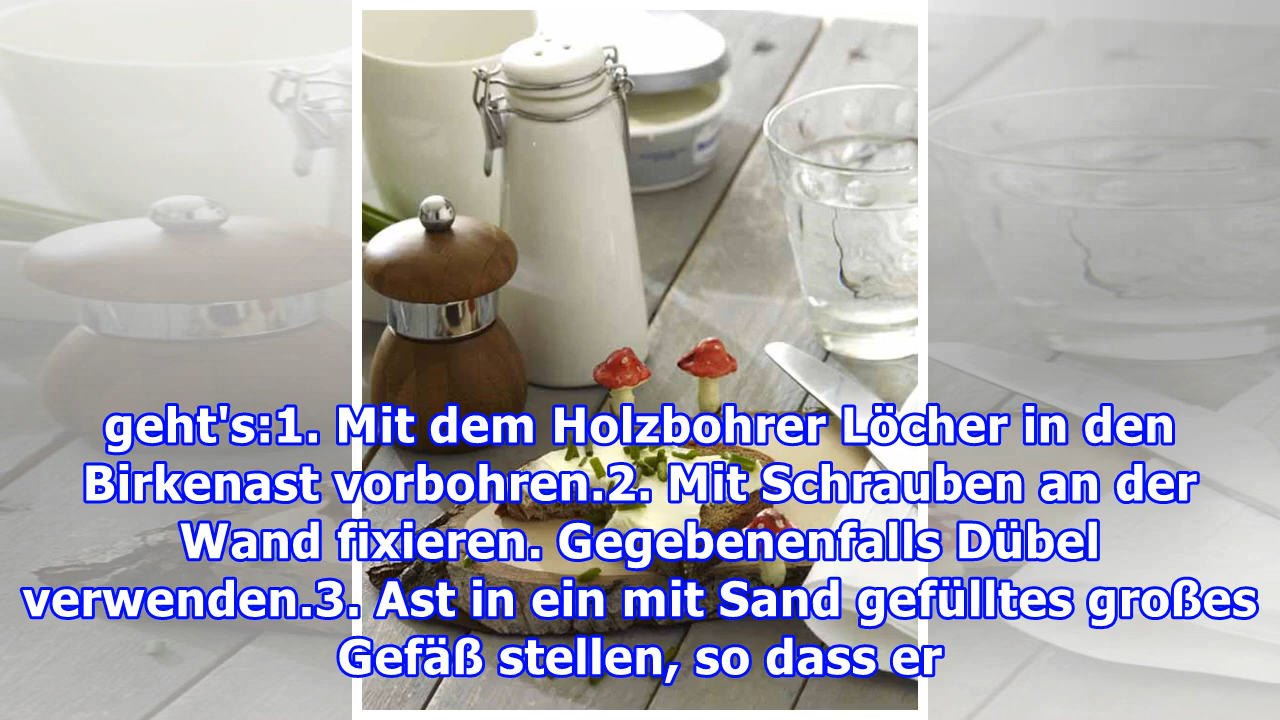 geht's:1. Mit dem Holzbohrer Löcher in den
Birkenast vorbohren.2. Mit Schrauben an der
Wand fixieren. Gegebenenfalls Dübel
verwenden.3. Ast in ein mit Sand gefülltes großes
Gefäß stellen, so dass er